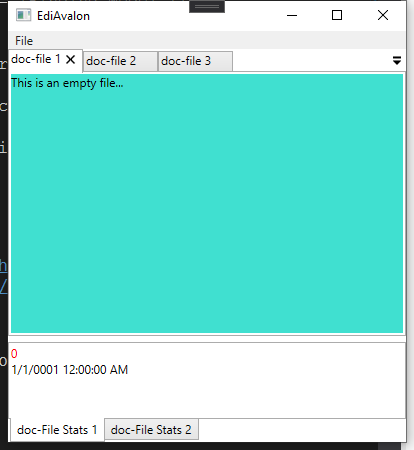 EdiAvalon
File
doc-file 1 doc-file 2 doc-file 3
This is an empty file...
0
1/1/0001 12:00:00 AM
doc-File Stats 1 doc-File Stats 2